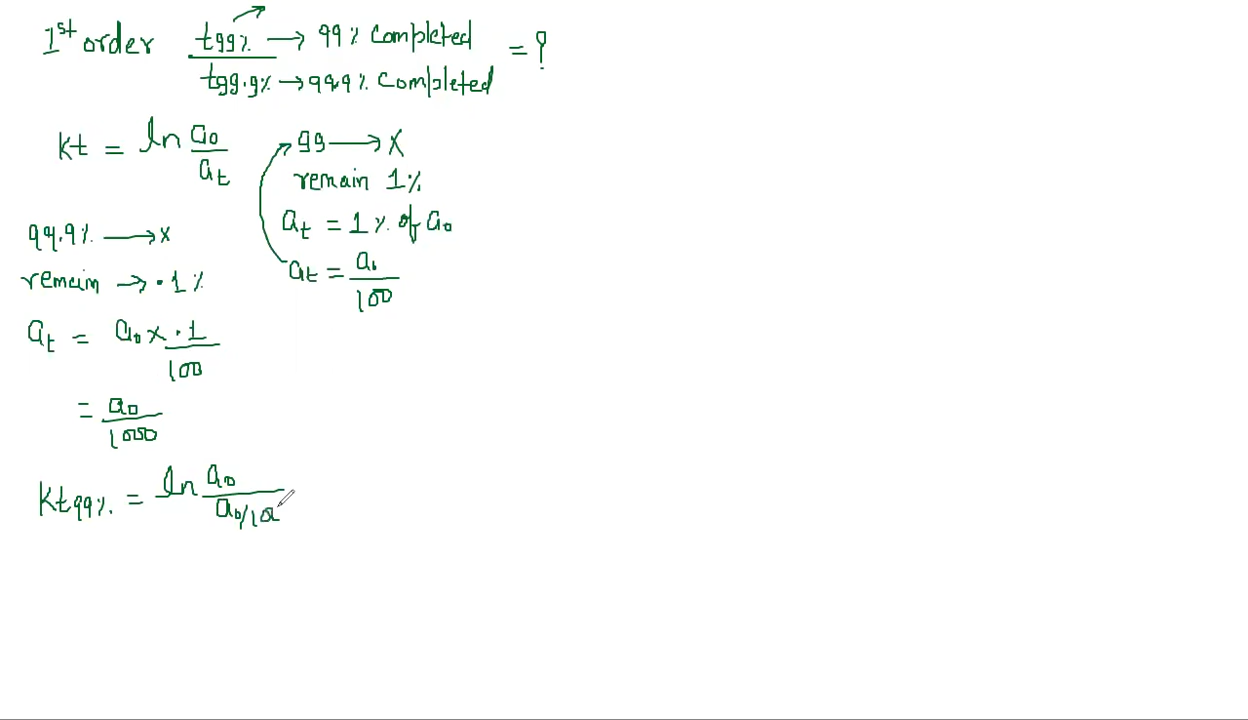 1st order t99% → 99% completed = ?
t99.9% → 99.9% completed
kt = ln a0/at
99 → x
remain 1%
at = 1% of a0
at = a0/100
99.9% → x
remain → .1%
at = a0 x .1/100
= a0/1000
Kt99% = ln a0/a0/10